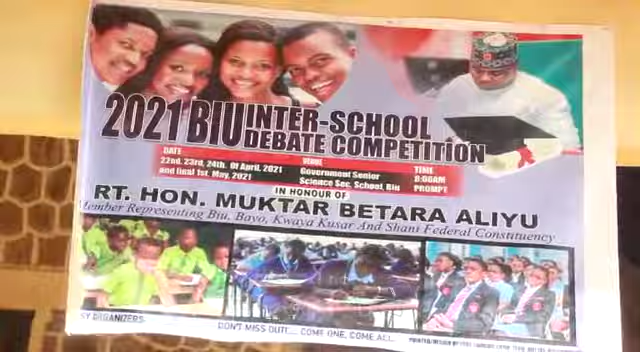 2021 BIU INTER-SCHOOL
DEBATE COMPETITION
DATE
22nd, 23rd, 24th. Of April, 2021
and final 1st. May, 2021
VENUE
Government Senior
Science Sec. School, Biu
TIME
8:00AM
PROMPT
IN HONOUR OF
RT. HON. MUKTAR BETARA ALIYU
Member Representing Biu, Bayo, Kwaya Kusar And Shani Federal Constituency
ORGANIZERS
DON'T MISS OUT!.... COME ONE, COME ALL.